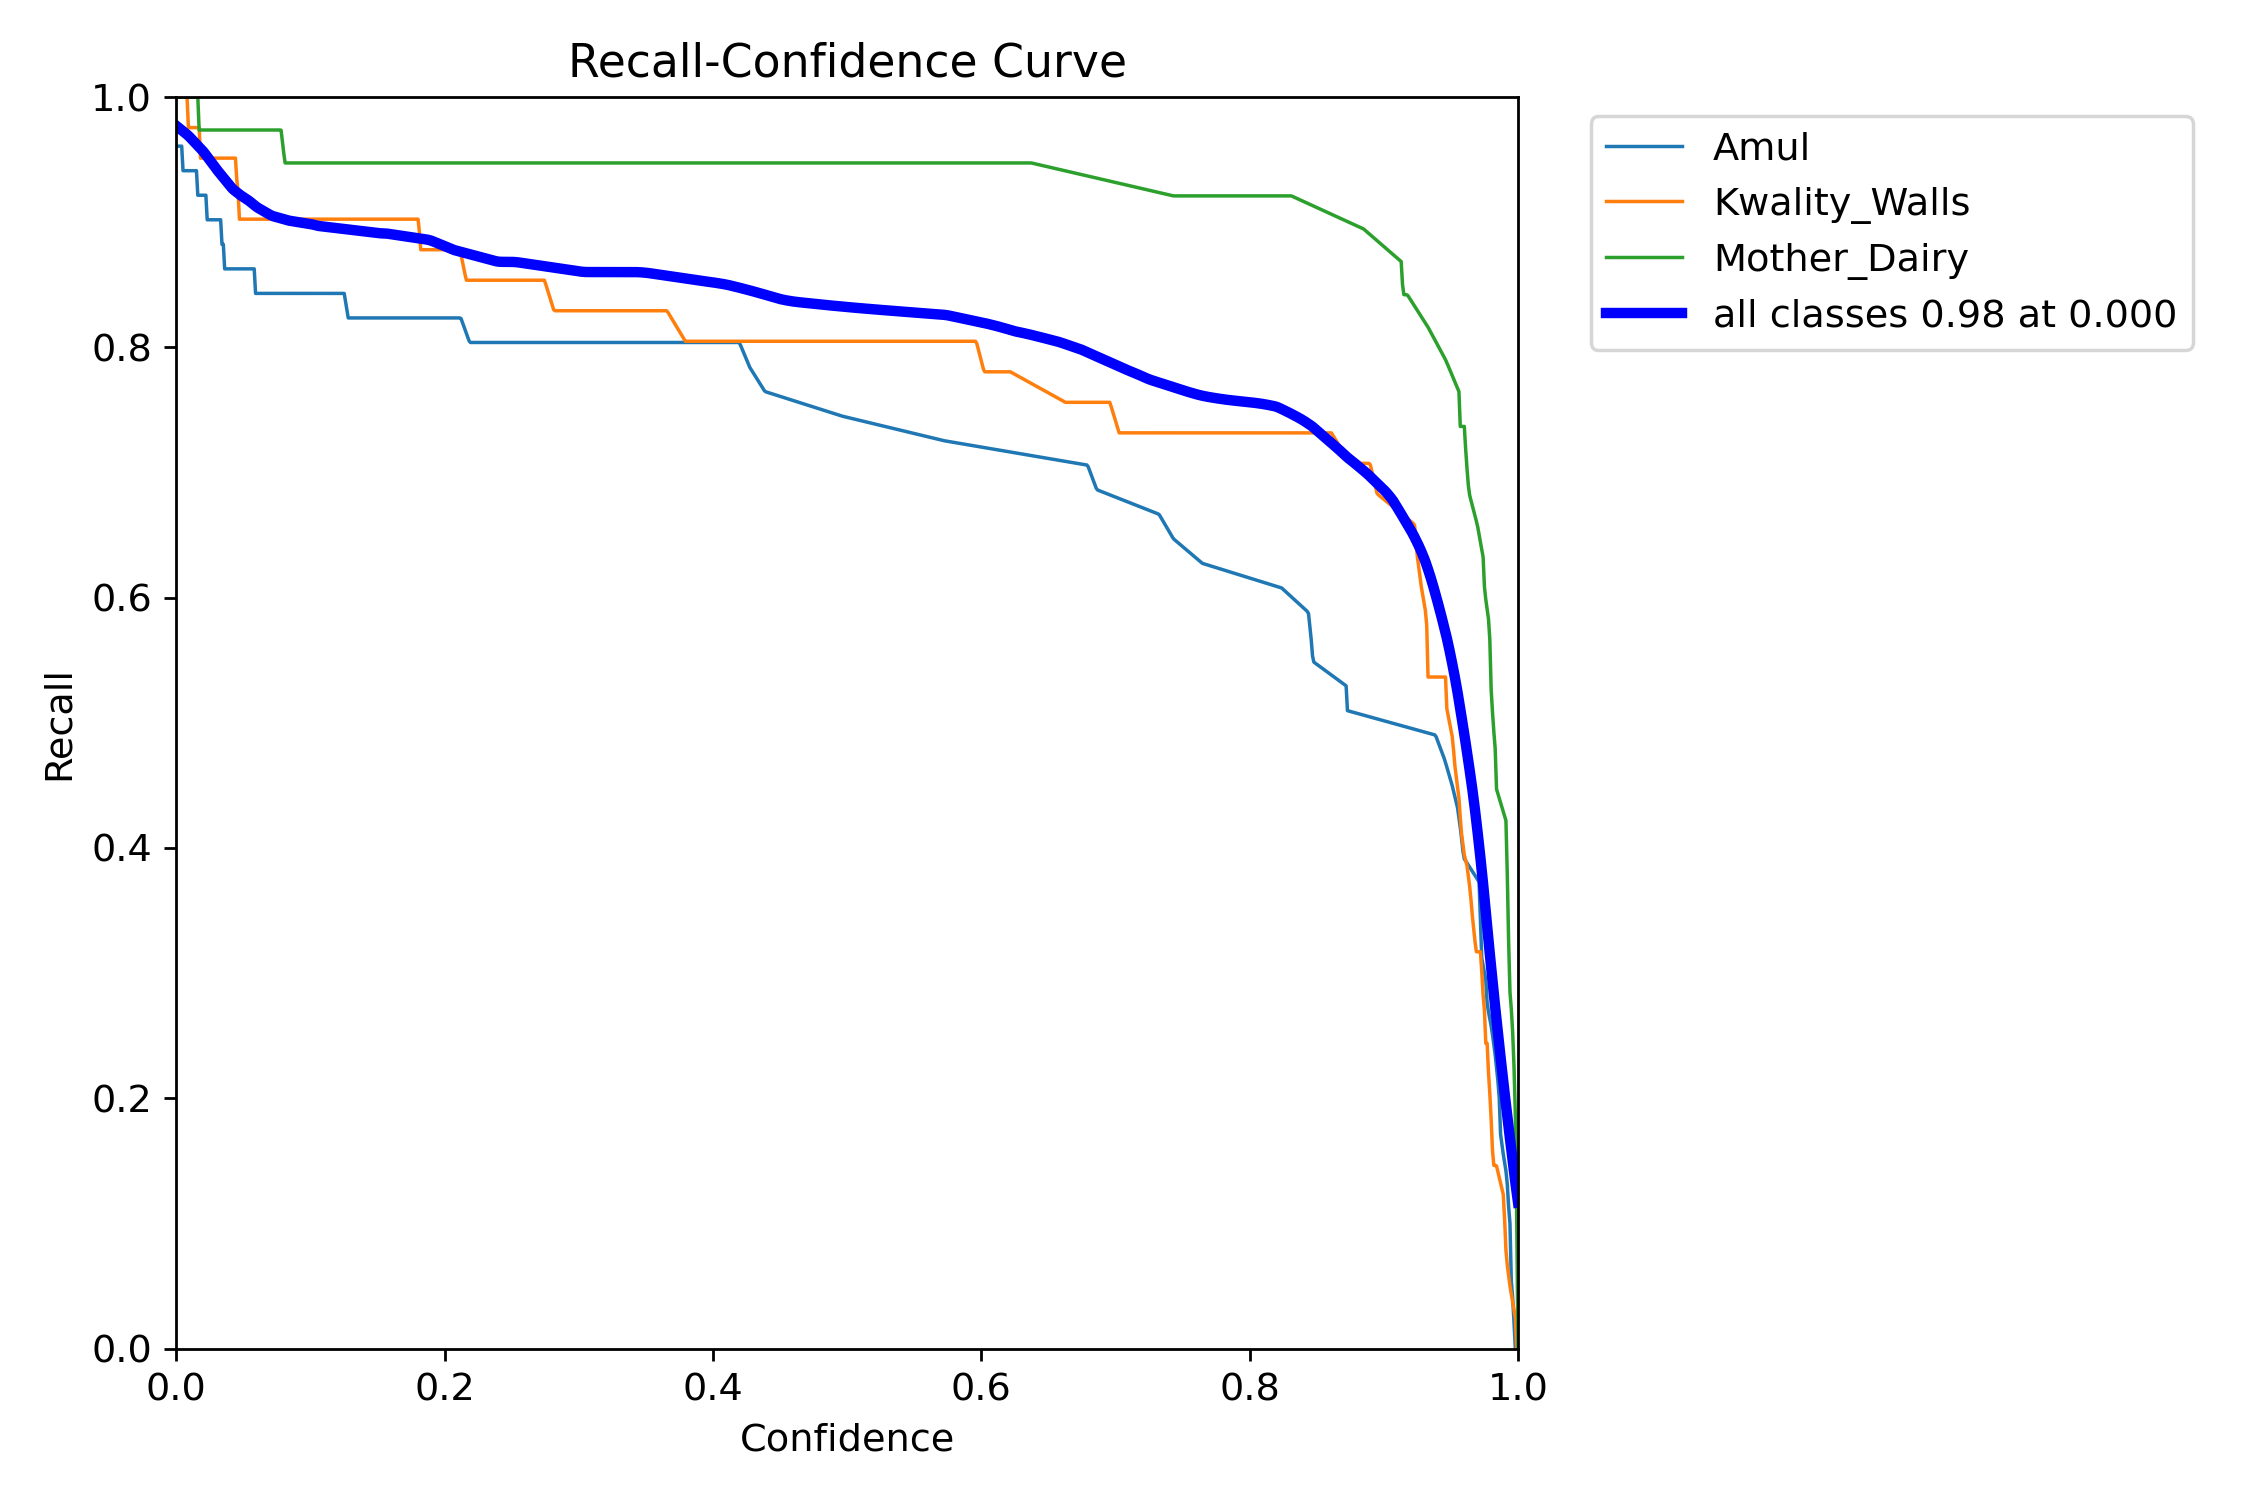 Recall-Confidence Curve
1.0
0.8
0.6
0.4
0.2
0.0
Recall
0.0 0.2 0.4 0.6 0.8 1.0
Confidence
Amul
Kwality_Walls
Mother_Dairy
all classes 0.98 at 0.000